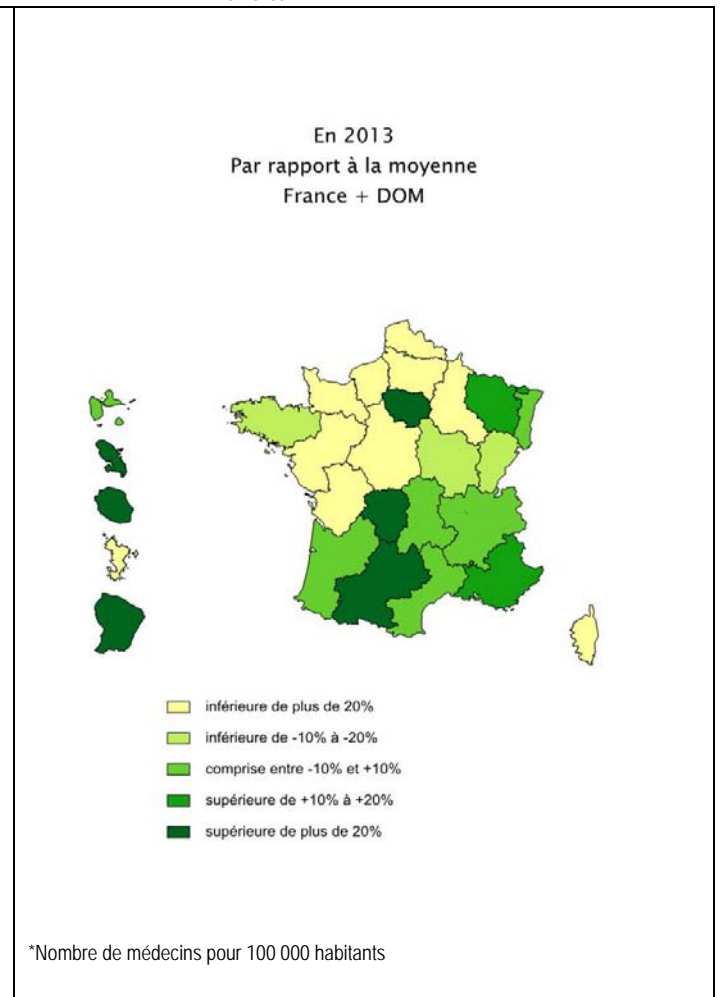 En 2013
Par rapport à la moyenne
France + DOM
inférieure de plus de 20%
inférieure de -10% à -20%
comprise entre -10% et +10%
supérieure de +10% à +20%
supérieure de plus de 20%
*Nombre de médecins pour 100 000 habitants